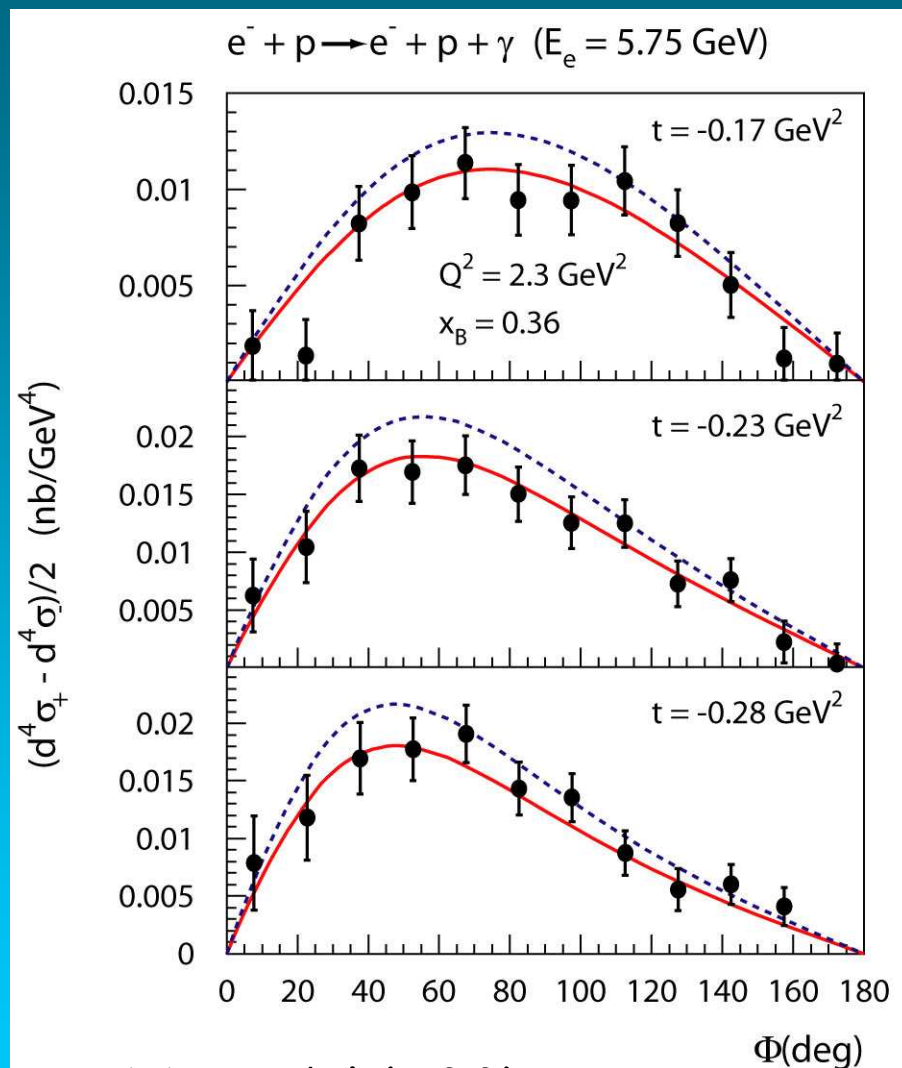 e⁻ + p → e⁻ + p + γ (Eₑ = 5.75 GeV)
(d⁴σ₊ - d⁴σ₋)/2 (nb/GeV⁴)
0.015
0.01
0.005
t = -0.17 GeV²
Q² = 2.3 GeV²
x_B = 0.36
0.02
0.015
0.01
0.005
t = -0.23 GeV²
0.02
0.015
0.01
0.005
0
t = -0.28 GeV²
0 20 40 60 80 100 120 140 160 180
Φ(deg)